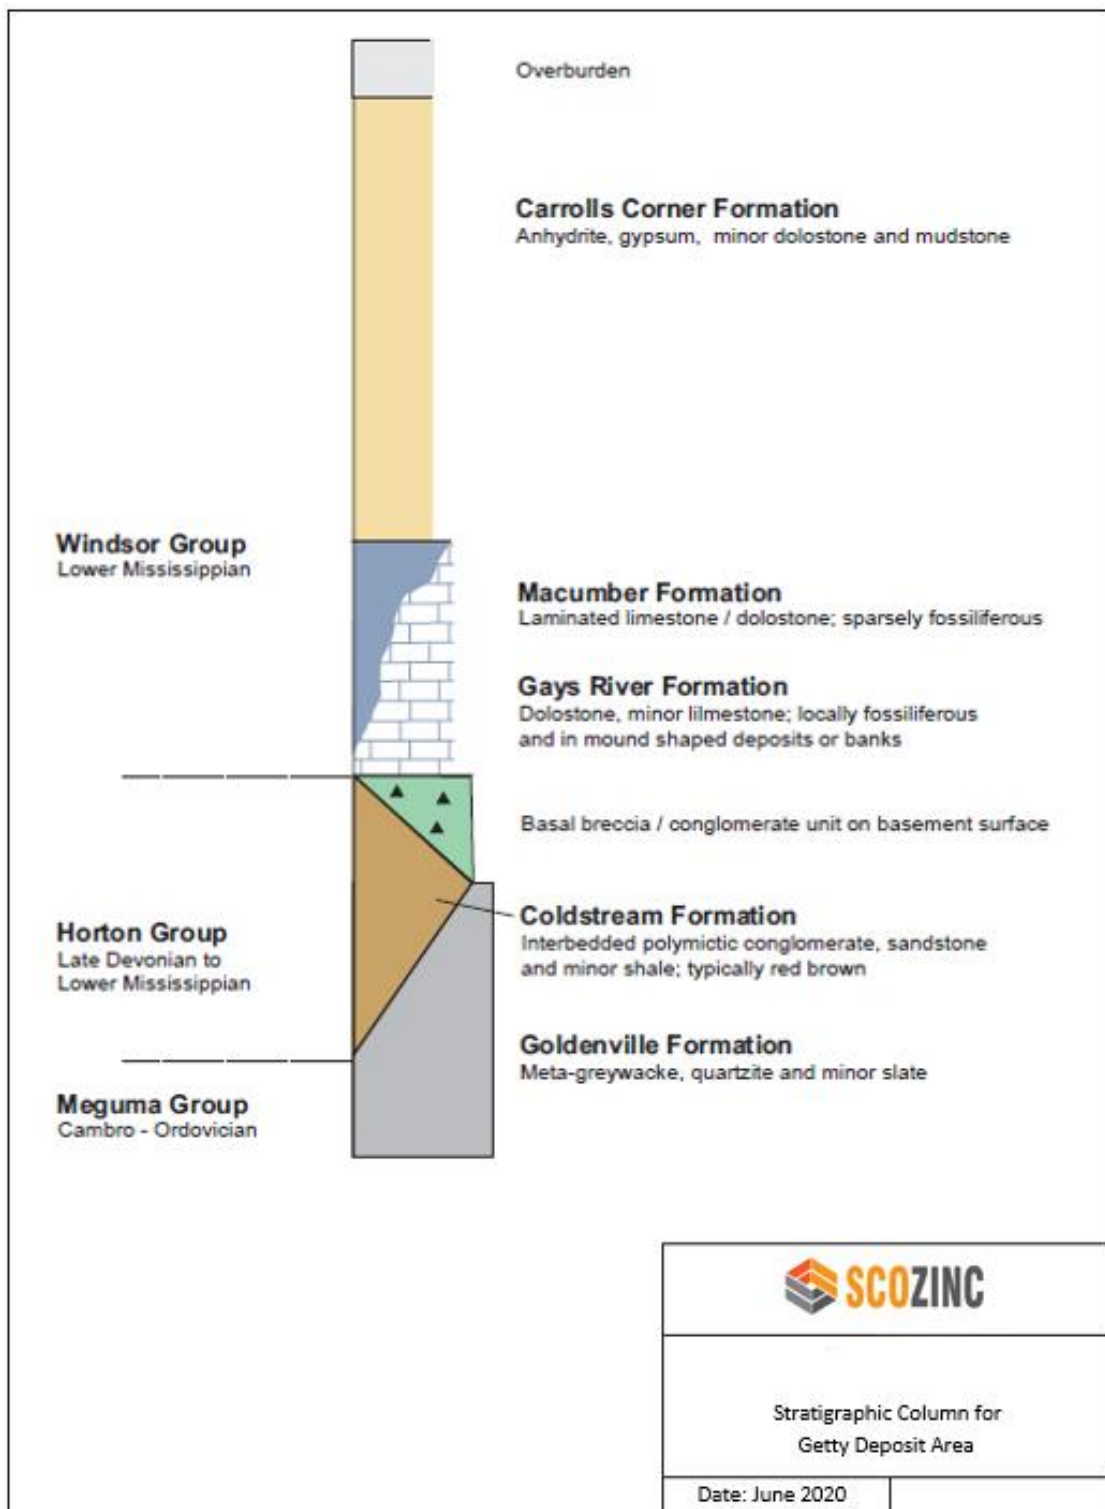 Overburden
Carrolls Corner Formation
Anhydrite, gypsum, minor dolostone and mudstone
Windsor Group
Lower Mississippian
Macumber Formation
Laminated limestone / dolostone; sparsely fossiliferous
Gays River Formation
Dolostone, minor lilmestone; locally fossiliferous
and in mound shaped deposits or banks
Basal breccia / conglomerate unit on basement surface
Coldstream Formation
Interbedded polymictic conglomerate, sandstone
and minor shale; typically red brown
Horton Group
Late Devonian to
Lower Mississippian
Goldenville Formation
Meta-greywacke, quartzite and minor slate
Meguma Group
Cambro - Ordovician
SCOZINC
Stratigraphic Column for
Getty Deposit Area
Date: June 2020